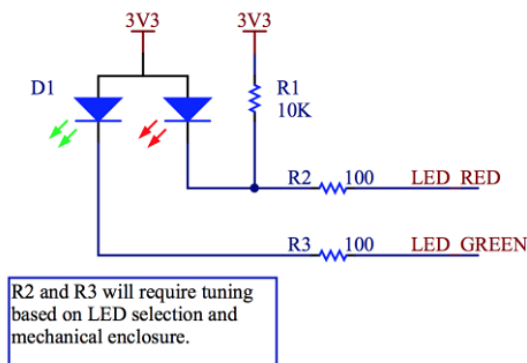 3V3 3V3
D1
R1
10K
R2 100 LED_RED
R3 100 LED_GREEN
R2 and R3 will require tuning
based on LED selection and
mechanical enclosure.